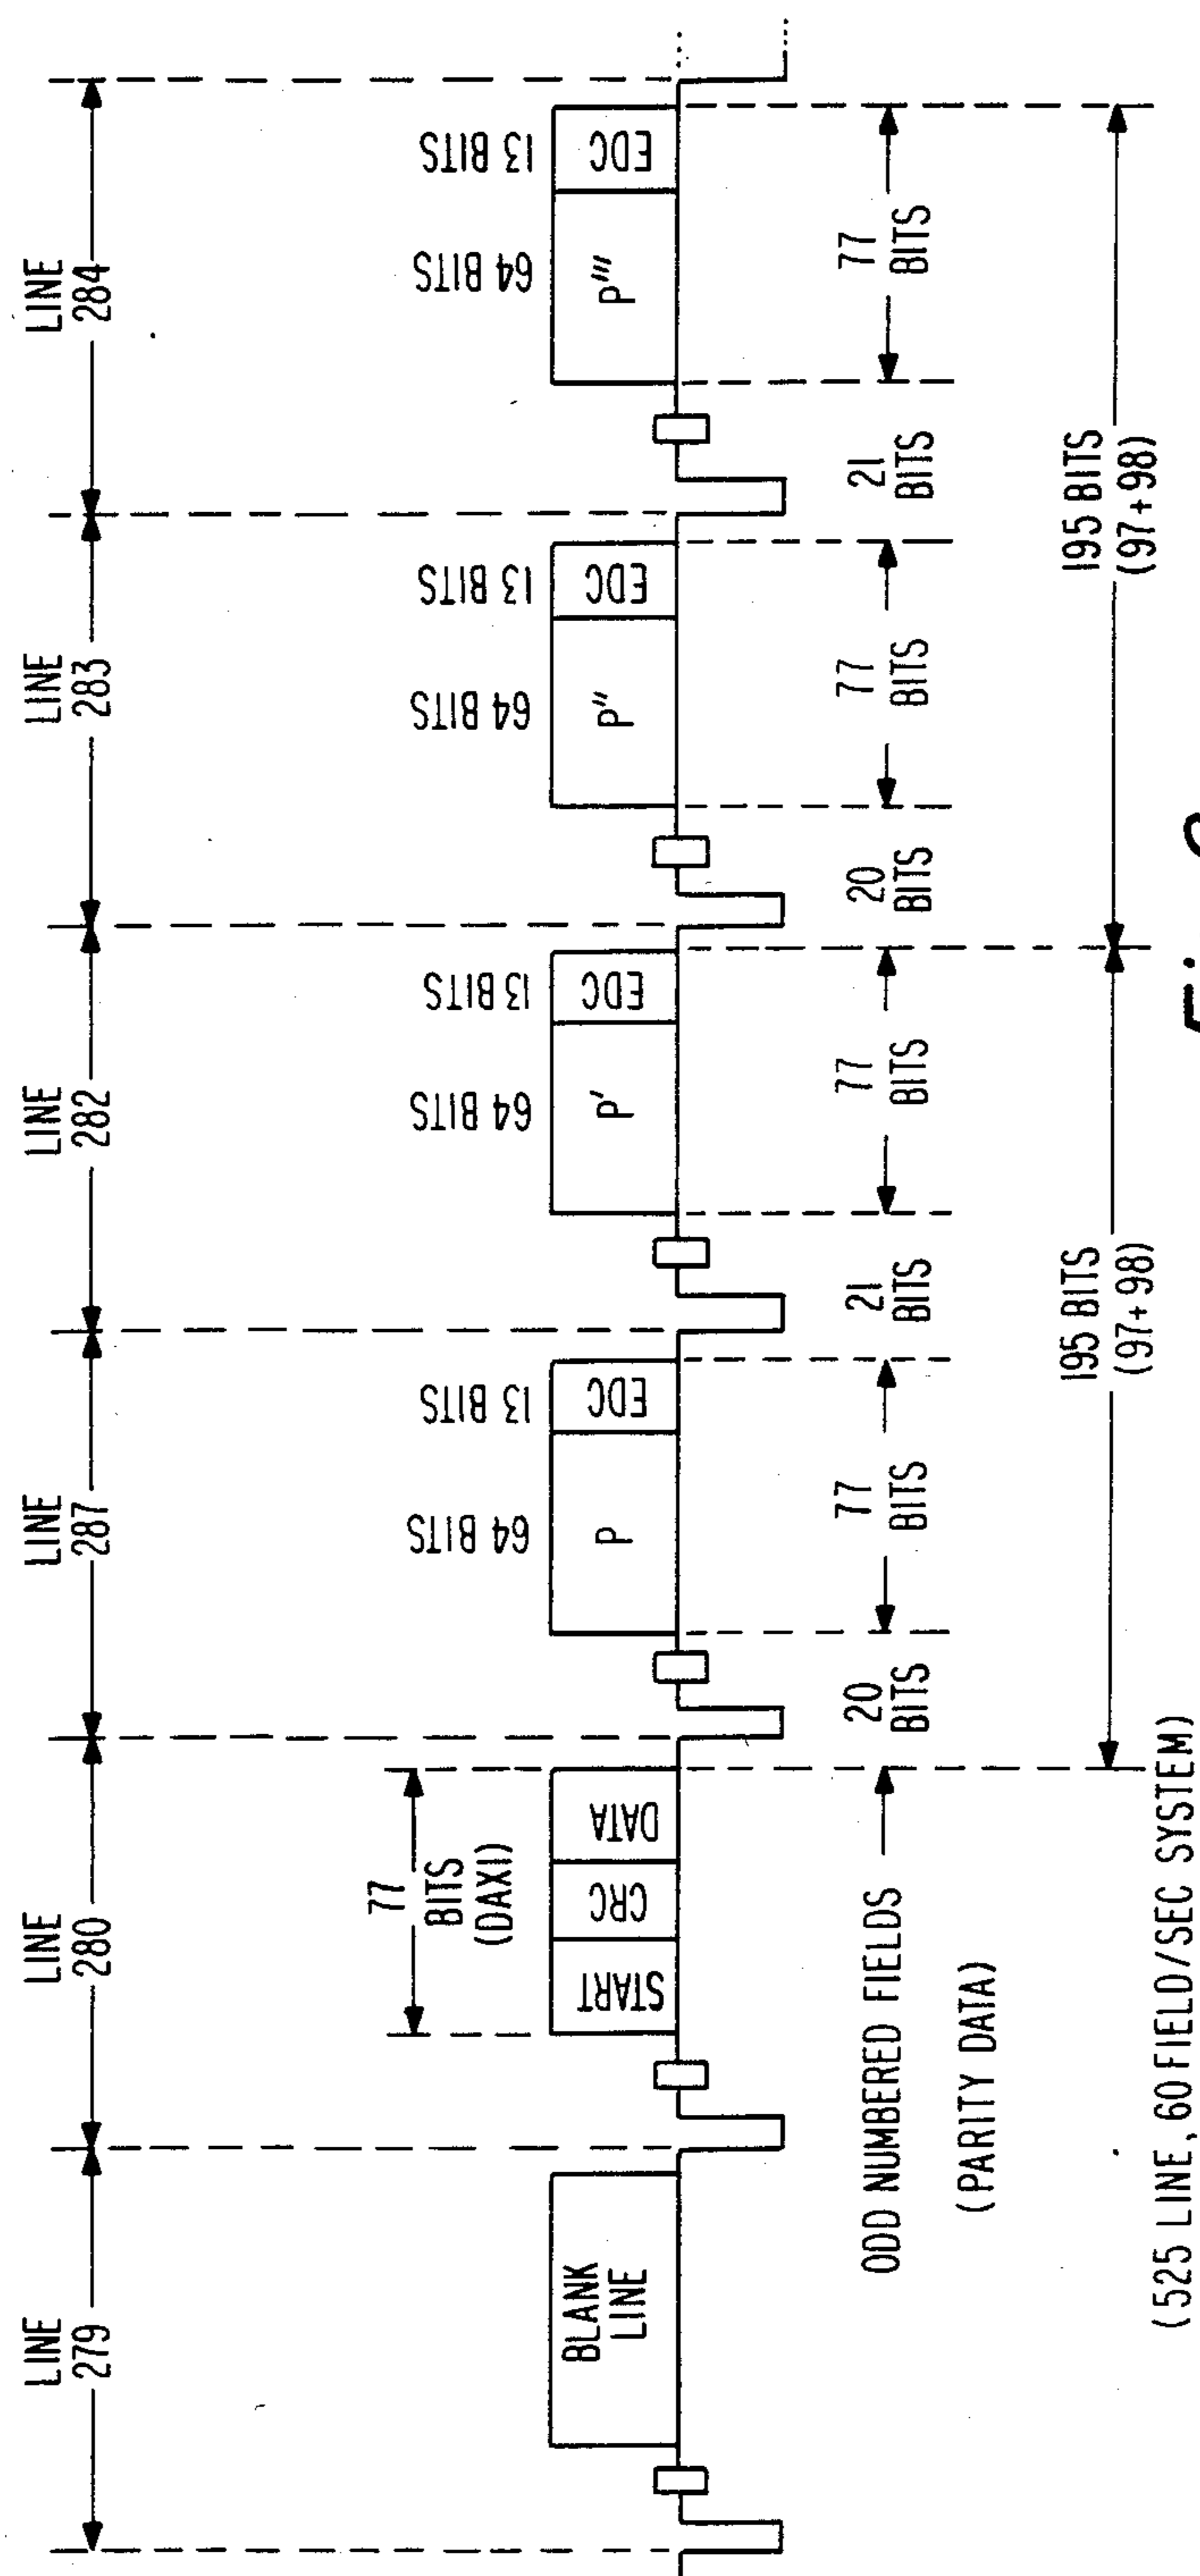 LINE
279
LINE
280
LINE
287
LINE
282
LINE
283
LINE
284
77
BITS
(DAXI)
64 BITS
13 BITS
64 BITS
13 BITS
64 BITS
13 BITS
64 BITS
13 BITS
BLANK
LINE
START
CRC
DATA
P
EDC
P'
EDC
P"
EDC
P'''
EDC
ODD NUMBERED FIELDS
(PARITY DATA)
20
BITS
77
BITS
21
BITS
77
BITS
20
BITS
77
BITS
21
BITS
77
BITS
195 BITS
(97+98)
195 BITS
(97+98)
(525 LINE, 60 FIELD/SEC SYSTEM)